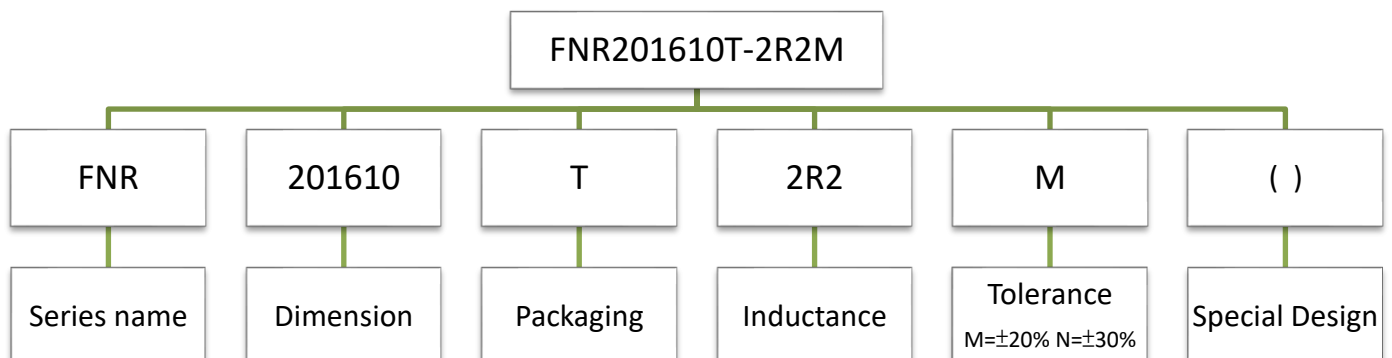 FNR201610T-2R2M
FNR
201610
T
2R2
M
( )
Series name
Dimension
Packaging
Inductance
Tolerance
M=±20% N=±30%
Special Design